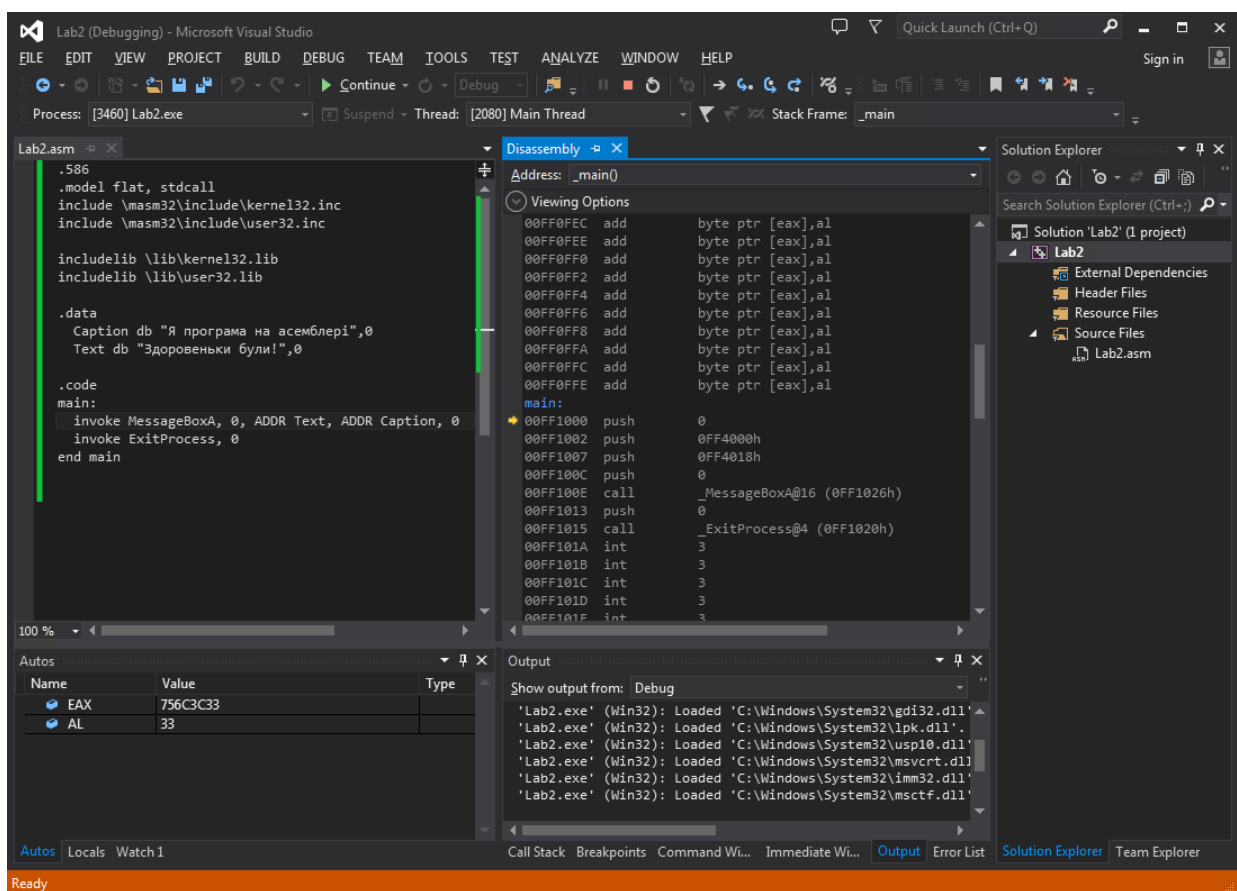 Lab2 (Debugging) - Microsoft Visual Studio
Quick Launch (Ctrl+Q)
FILE EDIT VIEW PROJECT BUILD DEBUG TEAM TOOLS TEST ANALYZE WINDOW HELP
Sign in
Continue Debug
Process: [3460] Lab2.exe Suspend Thread: [2080] Main Thread Stack Frame: _main
Lab2.asm
.586
.model flat, stdcall
include \masm32\include\kernel32.inc
include \masm32\include\user32.inc
includelib \lib\kernel32.lib
includelib \lib\user32.lib
.data
Caption db "Я програма на асемблері",0
Text db "Здоровеньки були!",0
.code
main:
invoke MessageBoxA, 0, ADDR Text, ADDR Caption, 0
invoke ExitProcess, 0
end main
100 %
Disassembly
Address: _main()
Viewing Options
00FF0FEC add byte ptr [eax],al
00FF0FEE add byte ptr [eax],al
00FF0FF0 add byte ptr [eax],al
00FF0FF2 add byte ptr [eax],al
00FF0FF4 add byte ptr [eax],al
00FF0FF6 add byte ptr [eax],al
00FF0FF8 add byte ptr [eax],al
00FF0FFA add byte ptr [eax],al
00FF0FFC add byte ptr [eax],al
00FF0FFE add byte ptr [eax],al
main:
00FF1000 push 0
00FF1002 push 0FF4000h
00FF1007 push 0FF4018h
00FF100C push 0
00FF100E call _MessageBoxA@16 (0FF1026h)
00FF1013 push 0
00FF1015 call _ExitProcess@4 (0FF1020h)
00FF101A int 3
00FF101B int 3
00FF101C int 3
00FF101D int 3
00FF101E int 3
Solution Explorer
Search Solution Explorer (Ctrl+;)
Solution 'Lab2' (1 project)
Lab2
External Dependencies
Header Files
Resource Files
Source Files
Lab2.asm
Autos
Name Value Type
EAX 756C3C33
AL 33
Autos Locals Watch 1
Output
Show output from: Debug
'Lab2.exe' (Win32): Loaded 'C:\Windows\System32\gdi32.dll'
'Lab2.exe' (Win32): Loaded 'C:\Windows\System32\lpk.dll'.
'Lab2.exe' (Win32): Loaded 'C:\Windows\System32\usp10.dll'
'Lab2.exe' (Win32): Loaded 'C:\Windows\System32\msvcrt.dll
'Lab2.exe' (Win32): Loaded 'C:\Windows\System32\imm32.dll'
'Lab2.exe' (Win32): Loaded 'C:\Windows\System32\msctf.dll'
Call Stack Breakpoints Command Wi... Immediate Wi... Output Error List
Solution Explorer Team Explorer
Ready